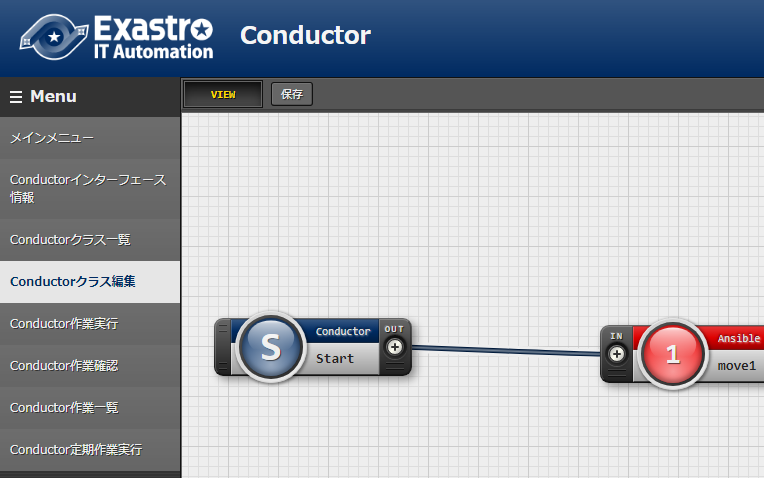 Exastro
IT Automation
Conductor
Menu
VIEW
保存
メインメニュー
Conductorインターフェース
情報
Conductorクラス一覧
Conductorクラス編集
Conductor作業実行
Conductor作業確認
Conductor作業一覧
Conductor定期作業実行
S
Conductor
Start
OUT
IN
1
Ansible
move1